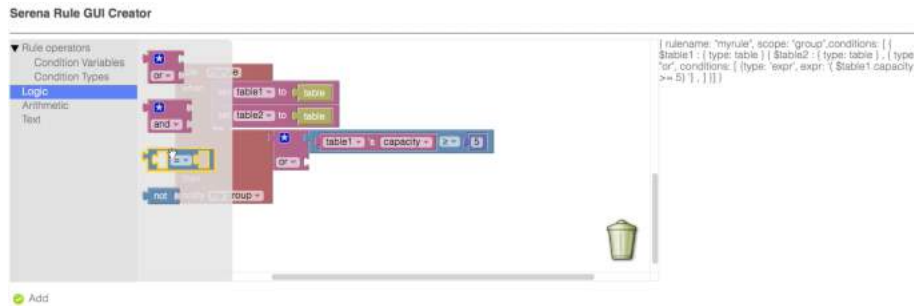 Serena Rule GUI Creator
Rule operators
Condition Variables
Condition Types
Logic
Arithmetic
Text
or
and
=
not
table1 to table
table2 to table
table1 's capacity ≥ 5
or
group
{ rulename: "myrule", scope: "group",conditions: [ {
$table1 : { type: table } { $table2 : { type: table } , { type
"or", conditions: [ {type: 'expr', expr: '( $table1 capacity
>= 5) '} , ] }] }
Add